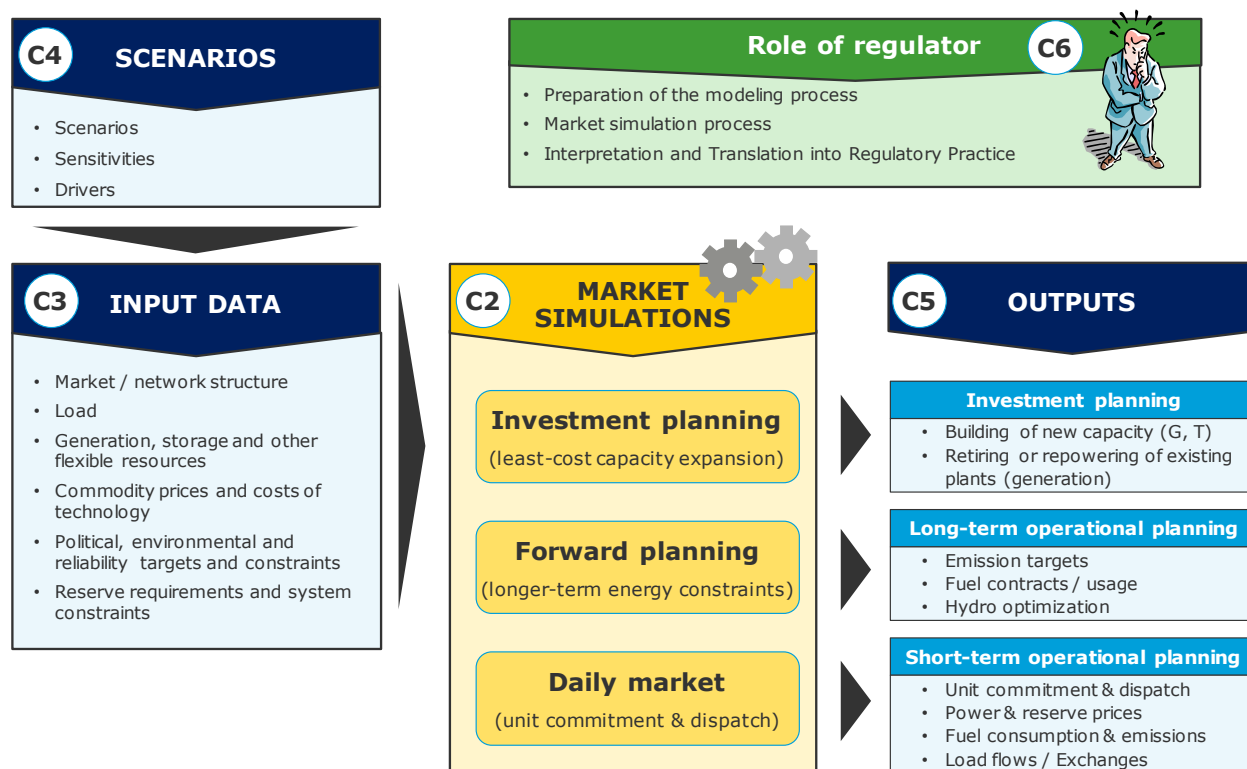 C4
SCENARIOS
• Scenarios
• Sensitivities
• Drivers
Role of regulator
C6
• Preparation of the modeling process
• Market simulation process
• Interpretation and Translation into Regulatory Practice
C3
INPUT DATA
• Market / network structure
• Load
• Generation, storage and other
flexible resources
• Commodity prices and costs of
technology
• Political, environmental and
reliability targets and constraints
• Reserve requirements and system
constraints
C2
MARKET
SIMULATIONS
Investment planning
(least-cost capacity expansion)
Forward planning
(longer-term energy constraints)
Daily market
(unit commitment & dispatch)
C5
OUTPUTS
Investment planning
• Building of new capacity (G, T)
• Retiring or repowering of existing
plants (generation)
Long-term operational planning
• Emission targets
• Fuel contracts / usage
• Hydro optimization
Short-term operational planning
• Unit commitment & dispatch
• Power & reserve prices
• Fuel consumption & emissions
• Load flows / Exchanges